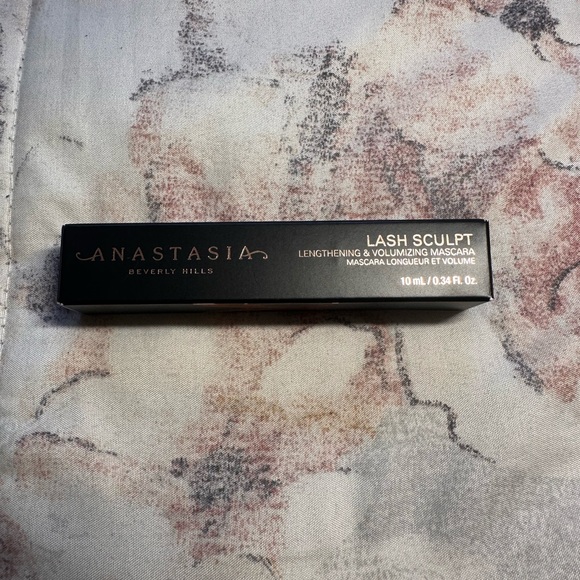 ANASTASIA
BEVERLY HILLS
LASH SCULPT
LENGTHENING & VOLUMIZING MASCARA
MASCARA LONGUEUR ET VOLUME
10 mL / 0.34 Fl. Oz.